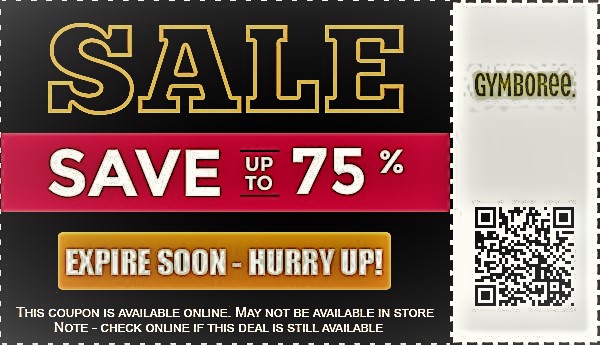 SALE
SAVE UP TO 75 %
EXPIRE SOON - HURRY UP!
THIS COUPON IS AVAILABLE ONLINE. MAY NOT BE AVAILABLE IN STORE
NOTE - CHECK ONLINE IF THIS DEAL IS STILL AVAILABLE
GYMBOREE.